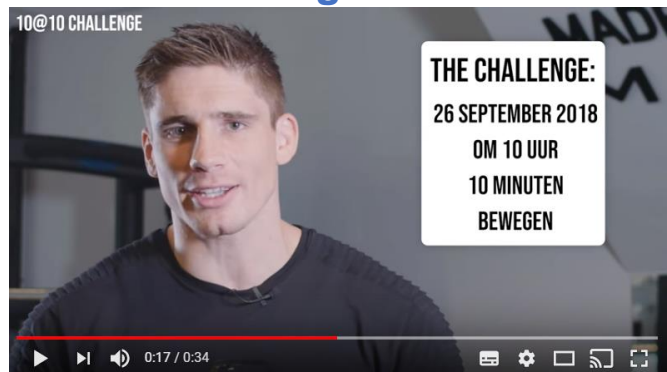 10@10 CHALLENGE
THE CHALLENGE:
26 SEPTEMBER 2018
OM 10 UUR
10 MINUTEN
BEWEGEN
0:17 / 0:34